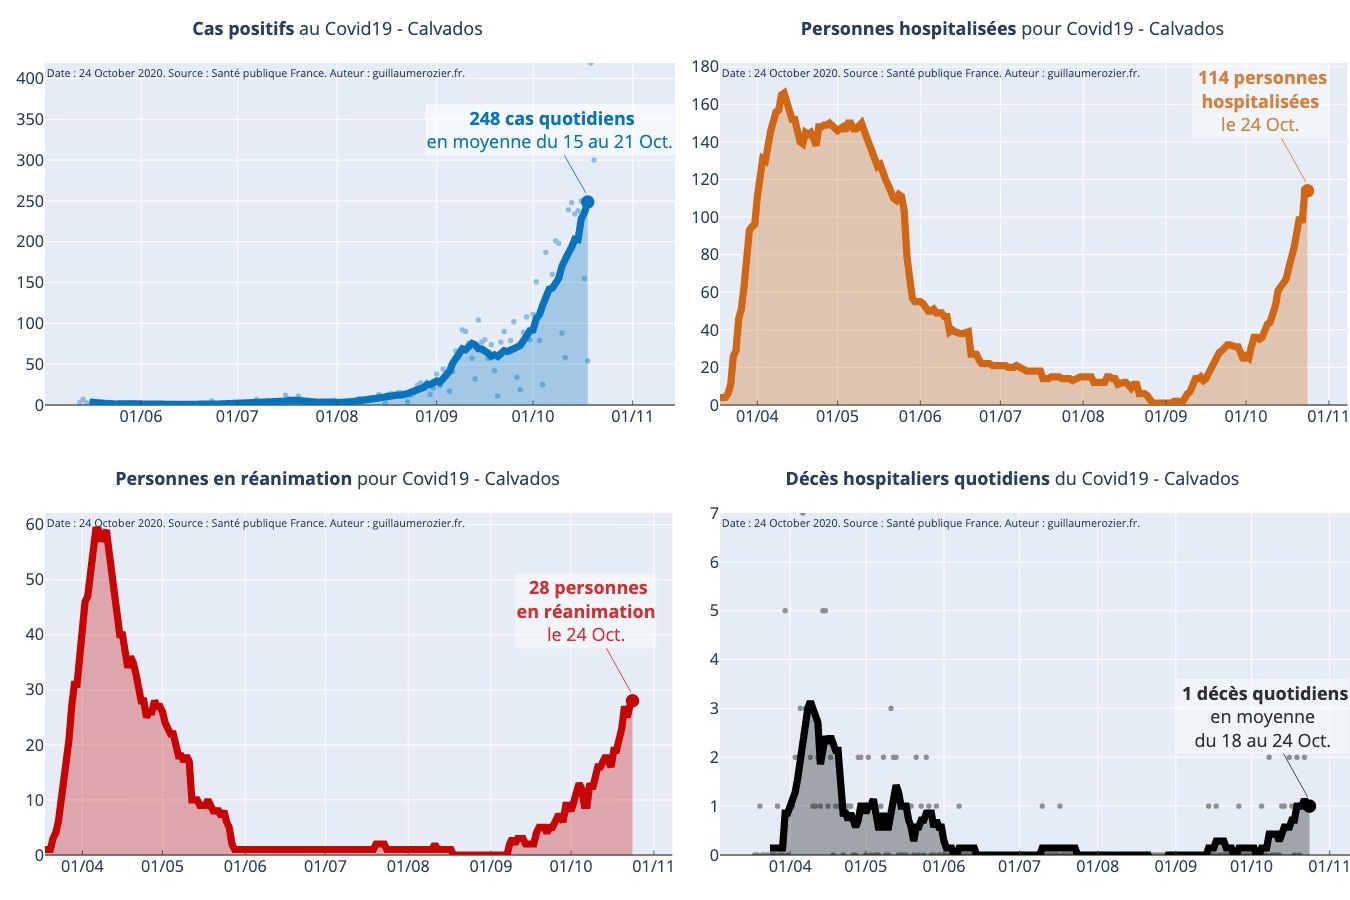 Cas positifs au Covid19 - Calvados
Date : 24 October 2020. Source : Santé publique France. Auteur : guillaumerozier.fr.
400
350
300
250
200
150
100
50
0
248 cas quotidiens
en moyenne du 15 au 21 Oct.
01/06 01/07 01/08 01/09 01/10 01/11
Personnes hospitalisées pour Covid19 - Calvados
Date : 24 October 2020. Source : Santé publique France. Auteur : guillaumerozier.fr.
180
160
140
120
100
80
60
40
20
0
114 personnes
hospitalisées
le 24 Oct.
01/04 01/05 01/06 01/07 01/08 01/09 01/10 01/11
Personnes en réanimation pour Covid19 - Calvados
Date : 24 October 2020. Source : Santé publique France. Auteur : guillaumerozier.fr.
60
50
40
30
20
10
0
28 personnes
en réanimation
le 24 Oct.
01/04 01/05 01/06 01/07 01/08 01/09 01/10 01/11
Décès hospitaliers quotidiens du Covid19 - Calvados
Date : 24 October 2020. Source : Santé publique France. Auteur : guillaumerozier.fr.
7
6
5
4
3
2
1
0
1 décès quotidiens
en moyenne
du 18 au 24 Oct.
01/04 01/05 01/06 01/07 01/08 01/09 01/10 01/11